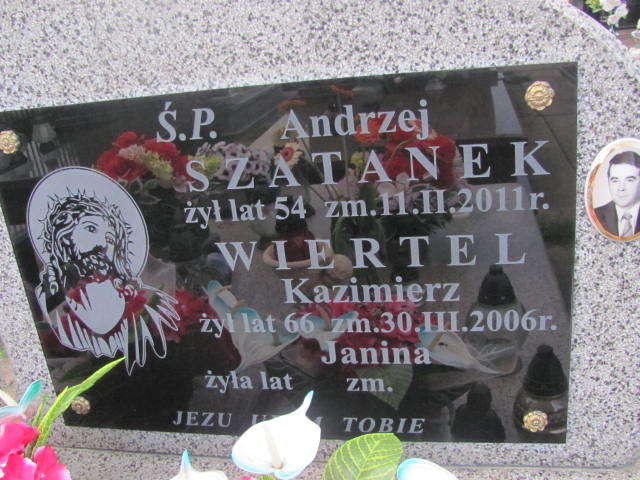 Ś.P. Andrzej
SZATANEK
żył lat 54 zm.11.II.2011r.
WIERTEL
Kazimierz
żył lat 66 zm.30.III.2006r.
Janina
żyła lat zm.
JEZU TOBIE